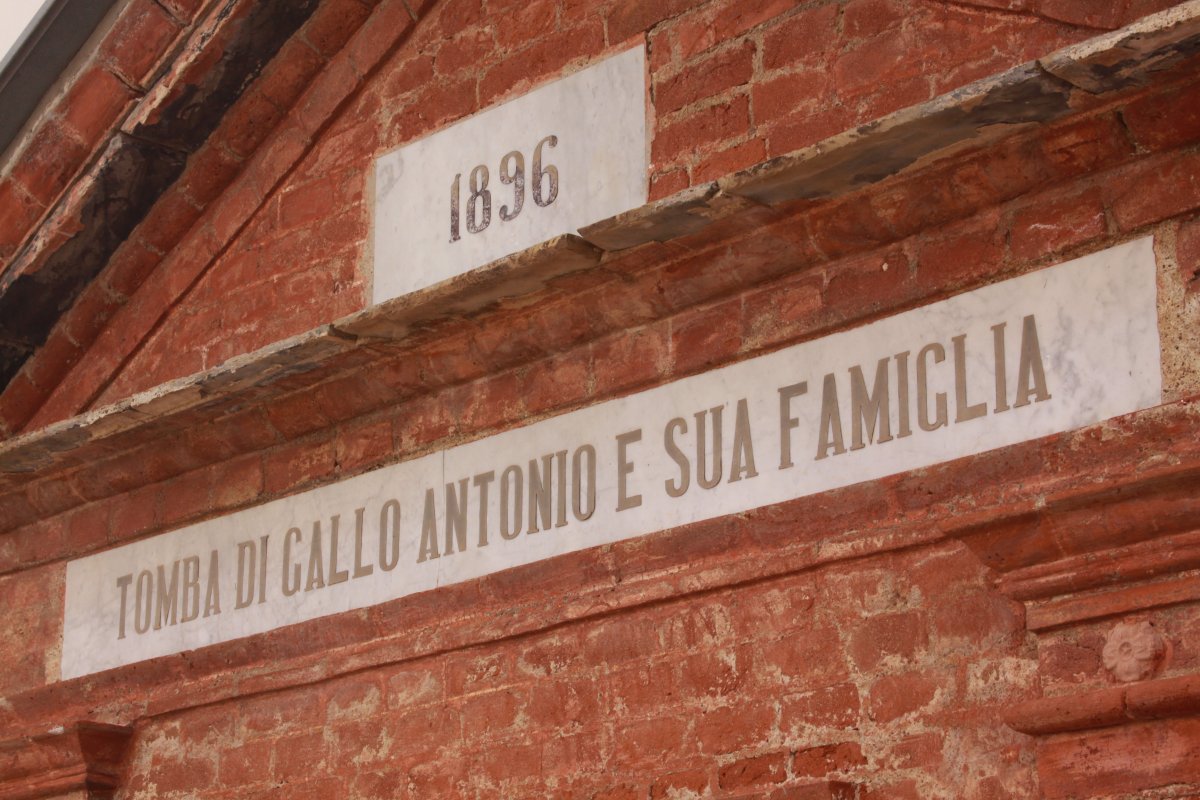 1896
TOMBA DI GALLO ANTONIO E SUA FAMIGLIA